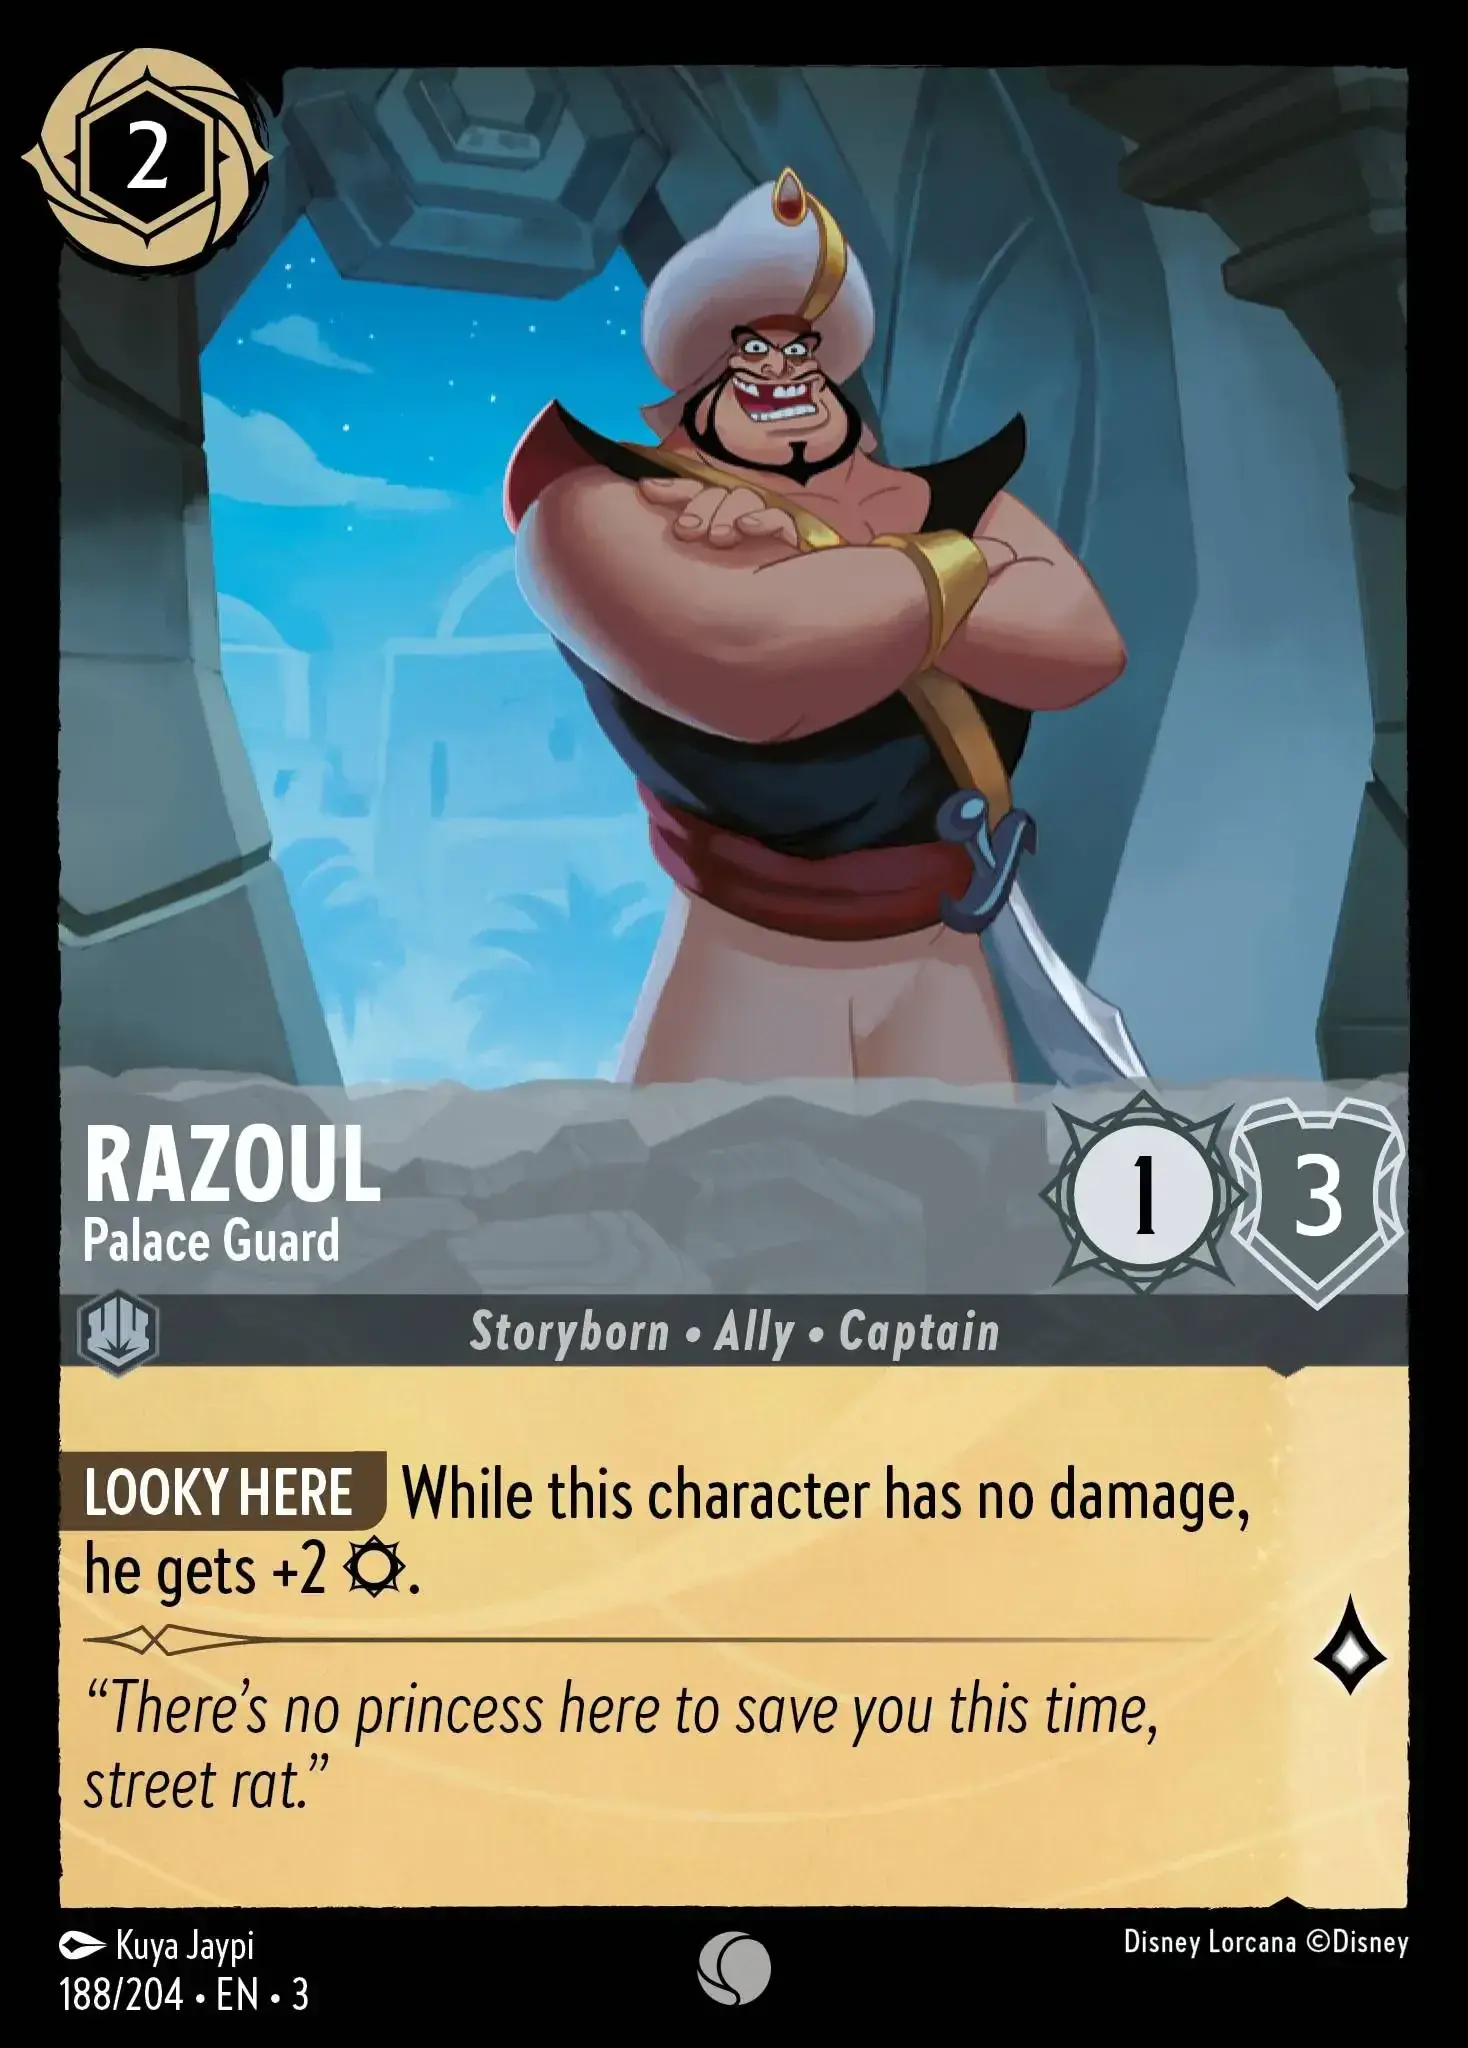 2
RAZOUL
Palace Guard
1
3
Storyborn • Ally • Captain
LOOKY HERE While this character has no damage,
he gets +2 .
“There’s no princess here to save you this time,
street rat.”
Kuya Jaypi
188/204 • EN • 3
Disney Lorcana ©Disney